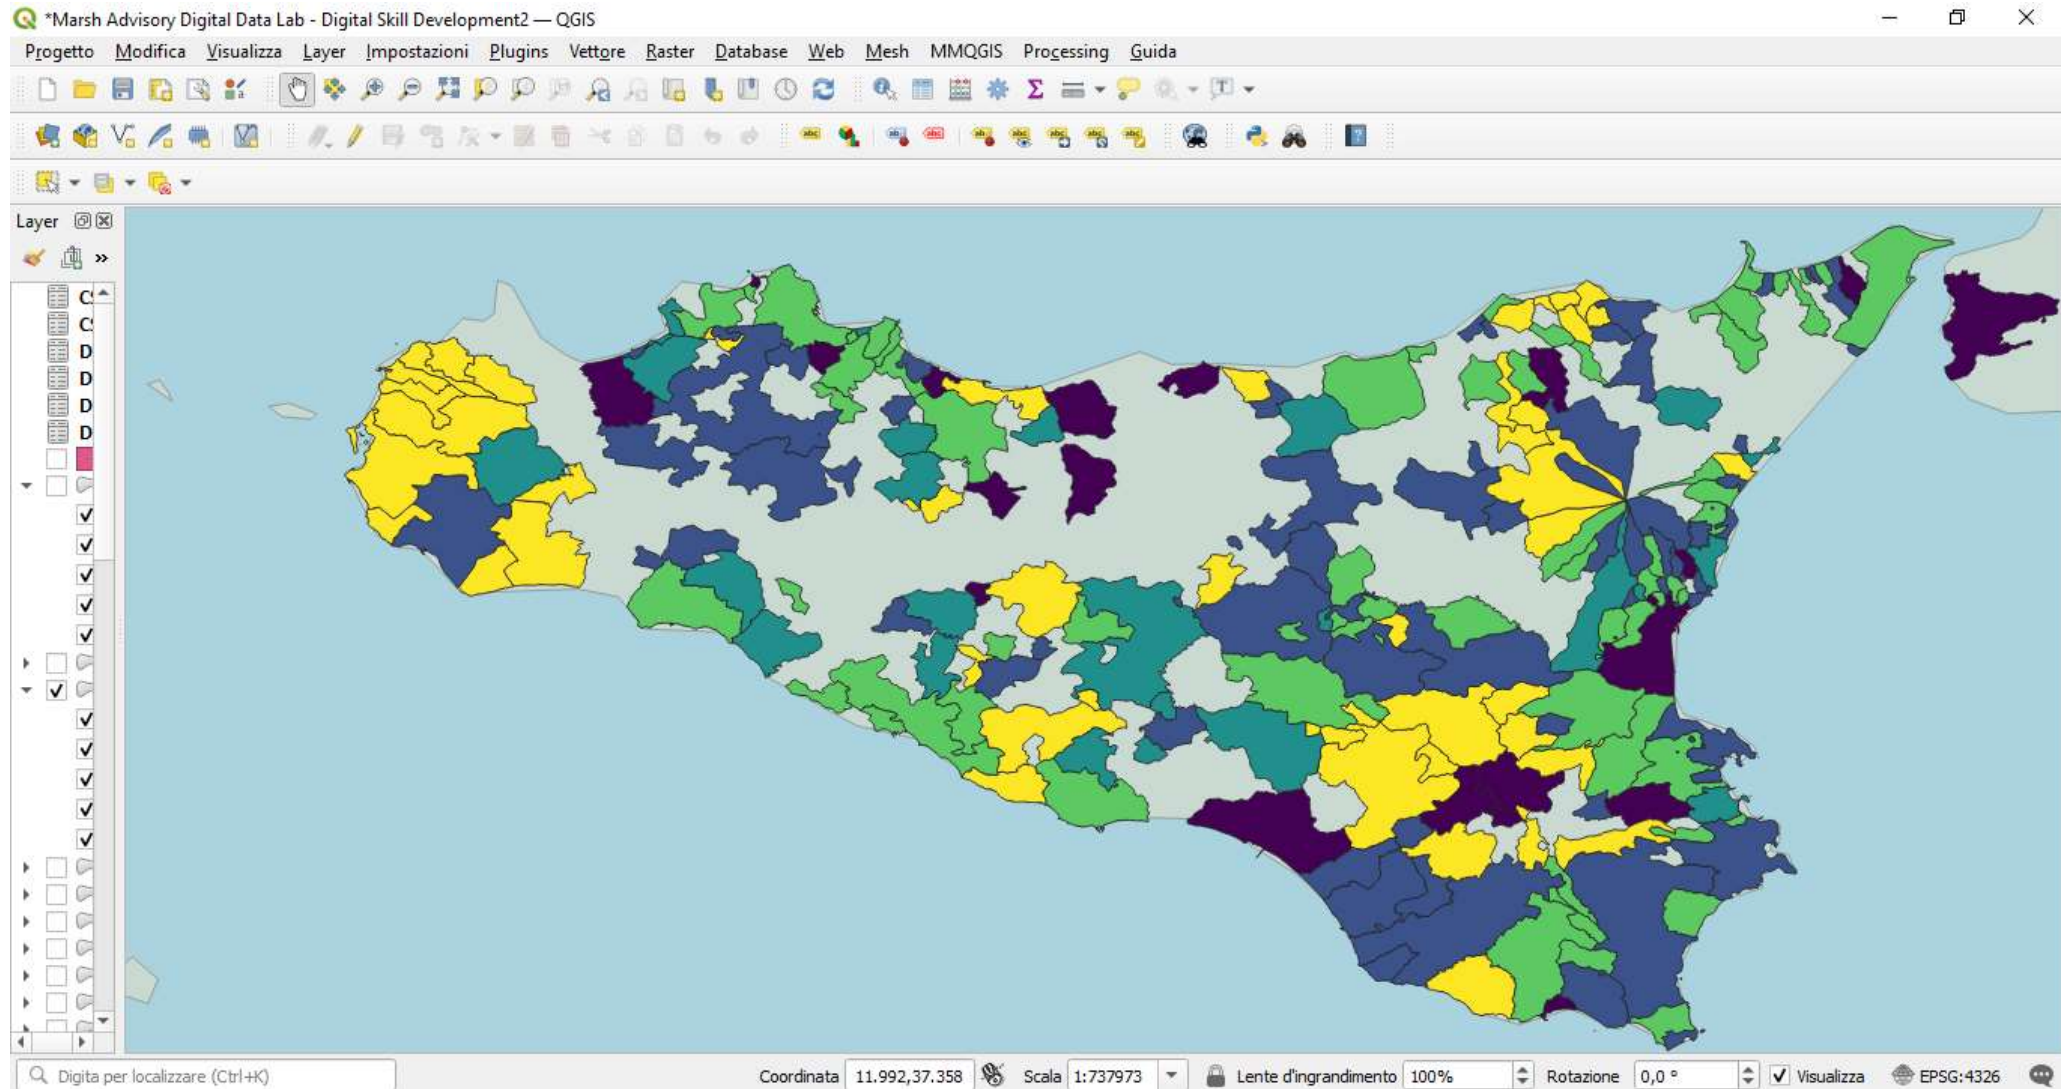 *Marsh Advisory Digital Data Lab - Digital Skill Development2 — QGIS
Progetto Modifica Visualizza Layer Impostazioni Plugins Vettore Raster Database Web Mesh MMQGIS Processing Guida
Layer
D
D
D
D
Digita per localizzare (Ctrl+K) Coordinata 11.992,37.358 Scala 1:737973 Lente d'ingrandimento 100% Rotazione 0,0 ° Visualizza EPSG:4326